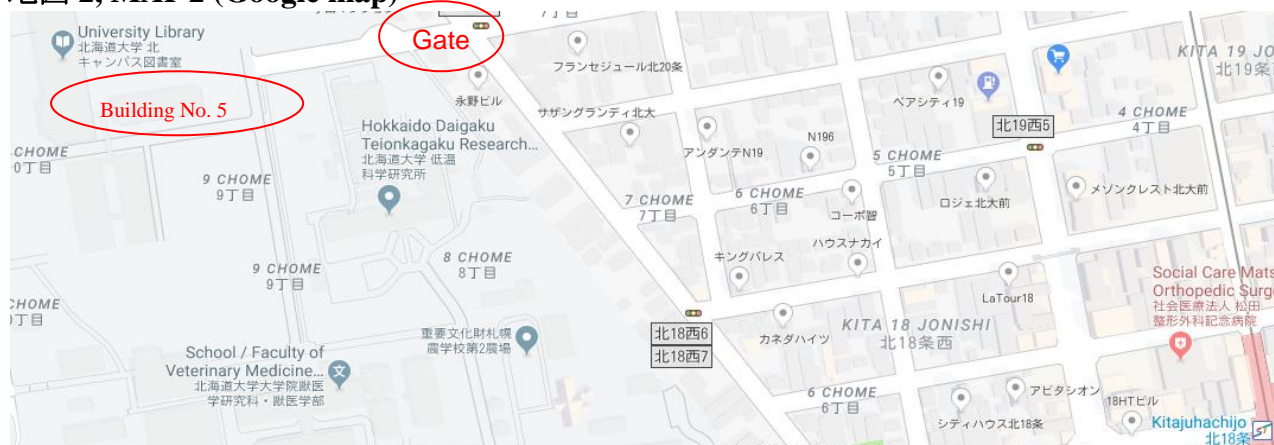 MAP 2 (Google map)
University Library
北海道大学 北
キャンパス図書室
Gate
フランセジュール北20条
KITA 19 JO
北19条
Building No. 5
永野ビル
サザングランディ北大
ペアシティ19
北19西5
4 CHOME
4丁目
Hokkaido Daigaku
Teionkagaku Research...
北海道大学 低温
科学研究所
アンダンテN19
N196
5 CHOME
5丁目
CHOME
0丁目
9 CHOME
9丁目
7 CHOME
7丁目
6 CHOME
6丁目
コーポ智
ロジェ北大前
メゾンクレスト北大前
9 CHOME
9丁目
8 CHOME
8丁目
キングパレス
ハウスナカイ
LaTour18
Social Care Mats
Orthopedic Surg
社会医療法人 松田
整形外科記念病院
CHOME
丁目
重要文化財札幌
農学校第2農場
北18西6
北18西7
カネダハイツ
KITA 18 JONISHI
北18条西
School / Faculty of
Veterinary Medicine...
北海道大学大学院獣医
学研究科・獣医学部
6 CHOME
6丁目
アビタシオン
シティハウス北18条
18HTビル
Kitajuhachijo
北18条